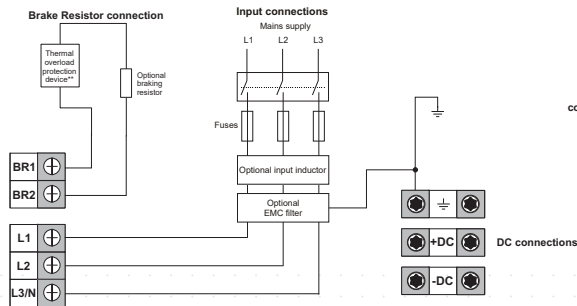 Brake Resistor connection
Thermal
overload
protection
device**
Optional
braking
resistor
BR1
BR2
Input connections
Mains supply
L1 L2 L3
Fuses
Optional input inductor
Optional
EMC filter
L1
L2
L3/N
co
+DC
-DC
DC connections